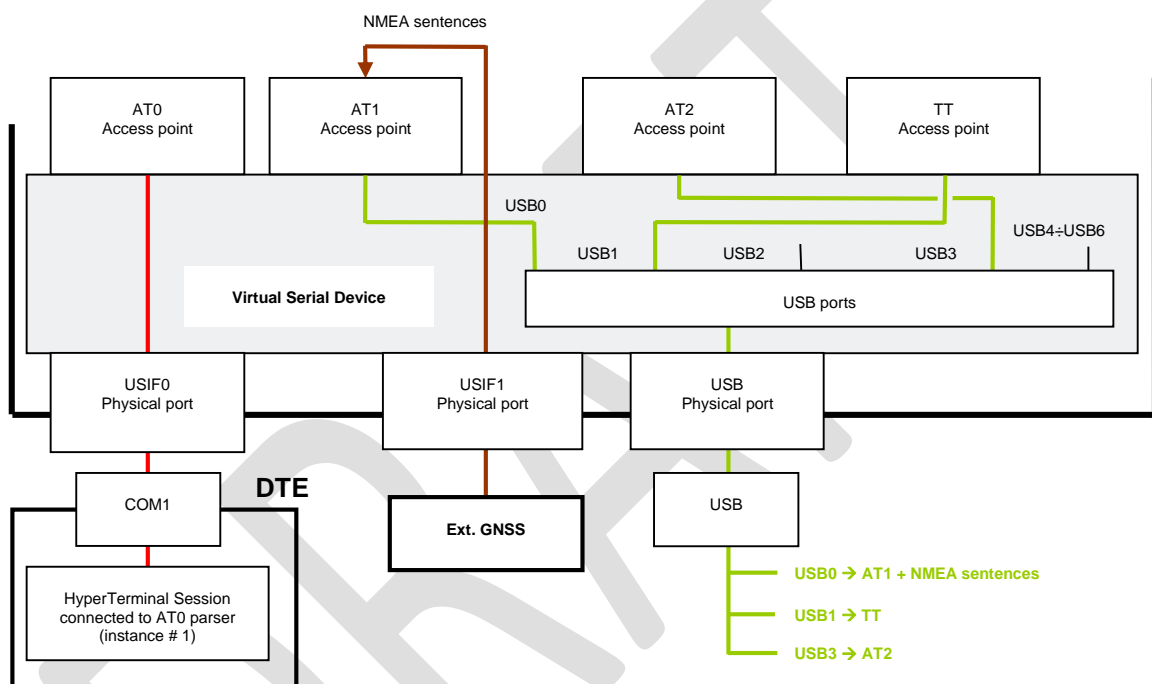 NMEA sentences
AT0
Access point
AT1
Access point
AT2
Access point
TT
Access point
USB0
USB1
USB2
USB3
USB4÷USB6
Virtual Serial Device
USB ports
USIF0
Physical port
USIF1
Physical port
USB
Physical port
COM1
DTE
Ext. GNSS
USB
HyperTerminal Session
connected to AT0 parser
(instance # 1)
USB0 → AT1 + NMEA sentences
USB1 → TT
USB3 → AT2
DRAFT